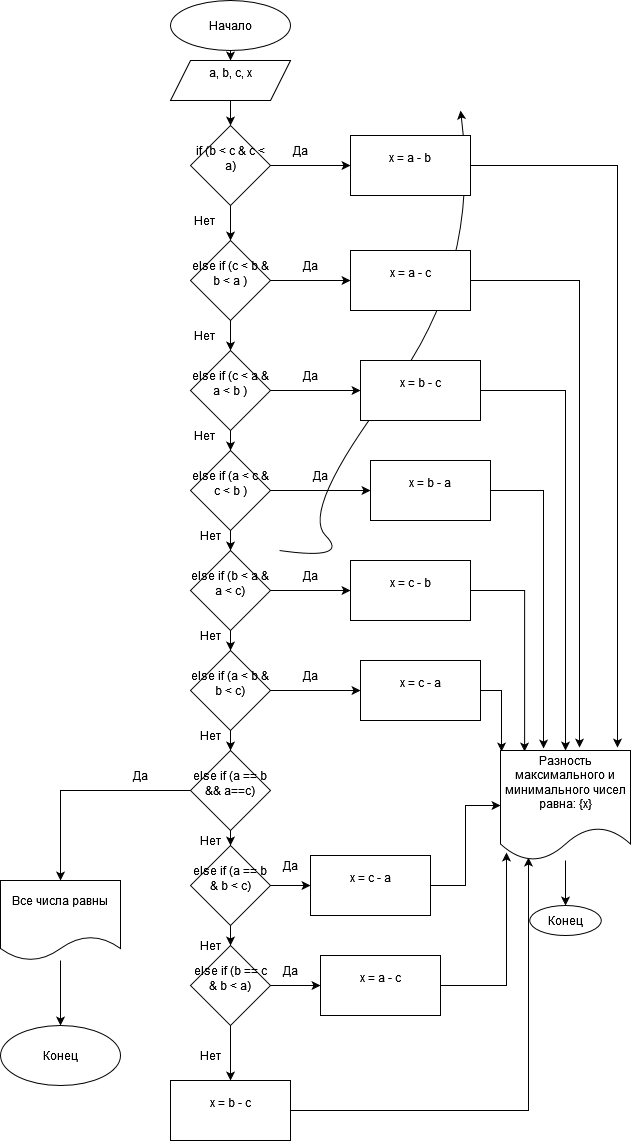 Начало
a, b, c, x
if (b < c & c <
a)
Да
x = a - b
Нет
else if (c < b &
b < a )
Да
x = a - c
Нет
else if (c < a &
a < b )
Да
x = b - c
Нет
else if (a < c &
c < b )
Да
x = b - a
Нет
else if (b < a &
a < c)
Да
x = c - b
Нет
else if (a < b &
b < c)
Да
x = c - a
Нет
else if (a == b
&& a==c)
Да
Разность
максимального и
минимального чисел
равна: {x}
Нет
else if (a == b
& b < c)
Да
x = c - a
Все числа равны
Конец
Нет
else if (b == c
& b < a)
Да
x = a - c
Нет
Конец
x = b - c